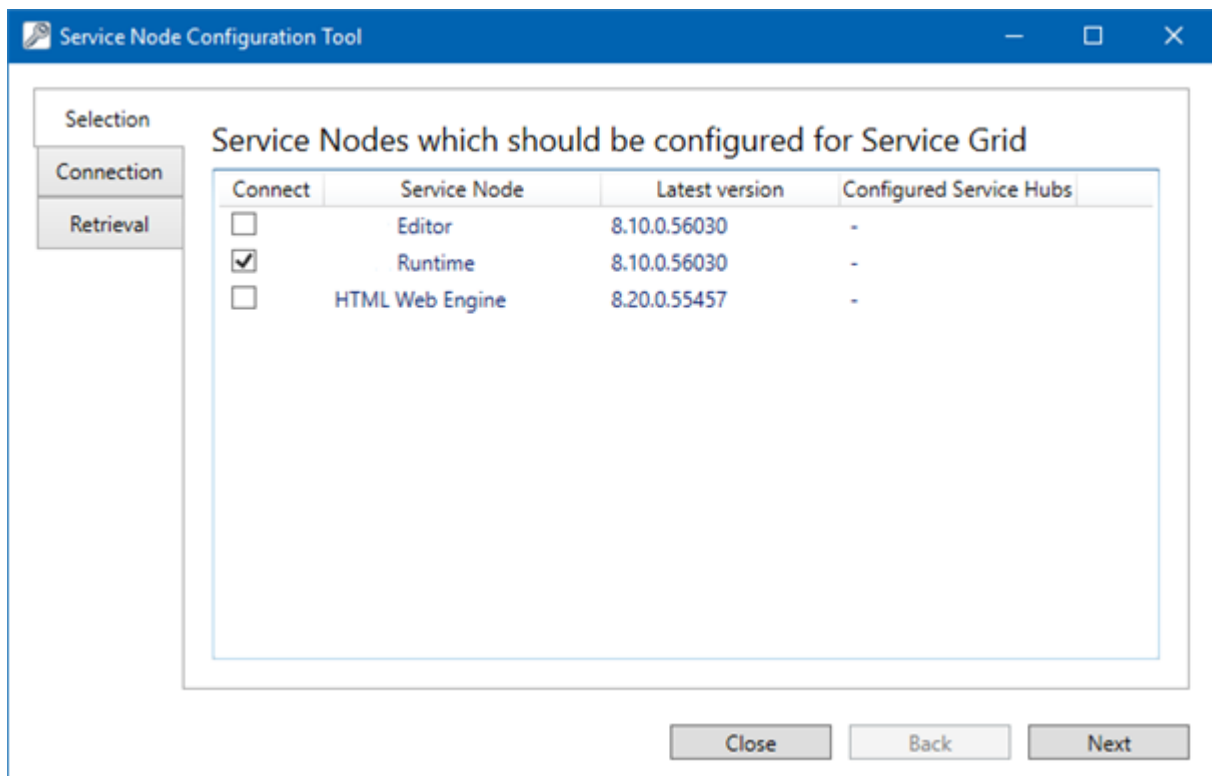 Service Node Configuration Tool
Selection
Connection
Retrieval
Service Nodes which should be configured for Service Grid
Connect Service Node Latest version Configured Service Hubs
Editor 8.10.0.56030 -
Runtime 8.10.0.56030 -
HTML Web Engine 8.20.0.55457 -
Close Back Next